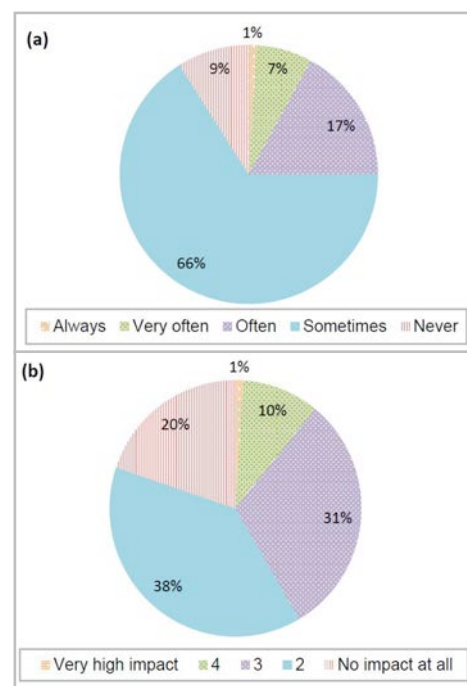 (a)
1%
9%
7%
17%
66%
Always Very often Often Sometimes Never
(b)
1%
20%
10%
31%
38%
Very high impact 4 3 2 No impact at all